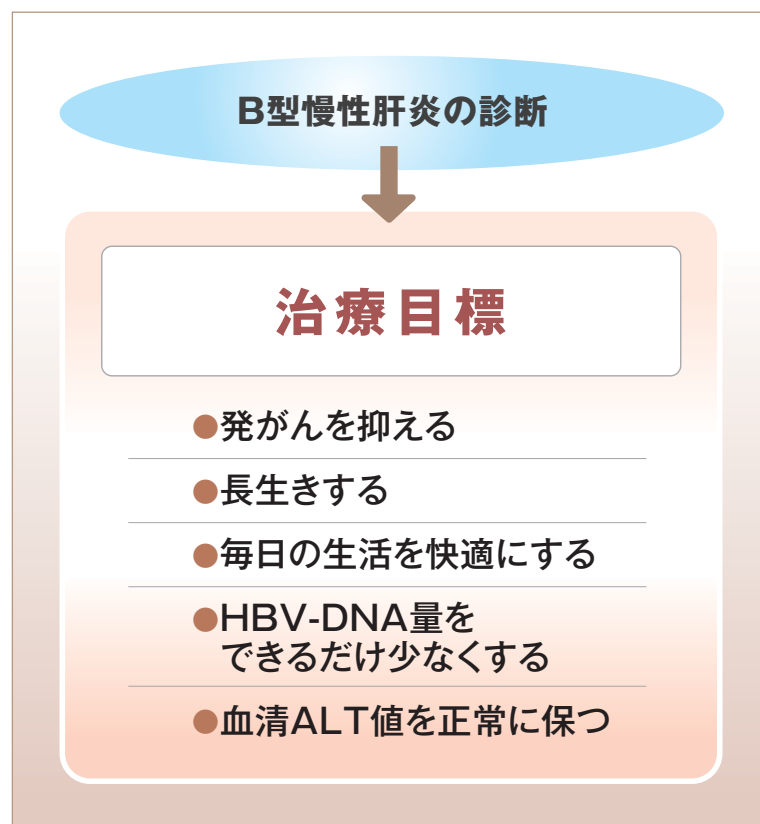 B型慢性肝炎の診断
治療目標
●発がんを抑える
●長生きする
●毎日の生活を快適にする
●HBV-DNA量を
できるだけ少なくする
●血清ALT値を正常に保つ